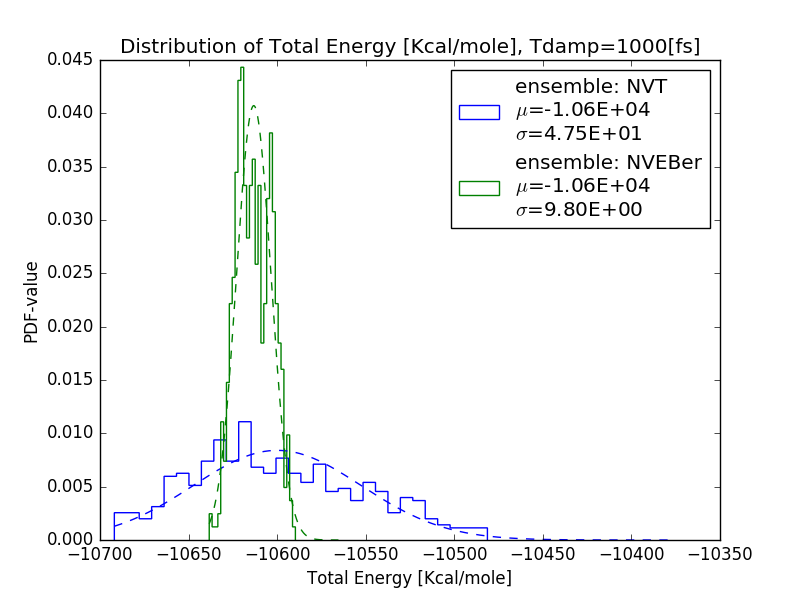 Distribution of Total Energy [Kcal/mole], Tdamp=1000[fs]
0.045
0.040
0.035
0.030
0.025
0.020
0.015
0.010
0.005
0.000
PDF-value
ensemble: NVT
μ=-1.06E+04
σ=4.75E+01
ensemble: NVEBer
μ=-1.06E+04
σ=9.80E+00
−10700 −10650 −10600 −10550 −10500 −10450 −10400 −10350
Total Energy [Kcal/mole]